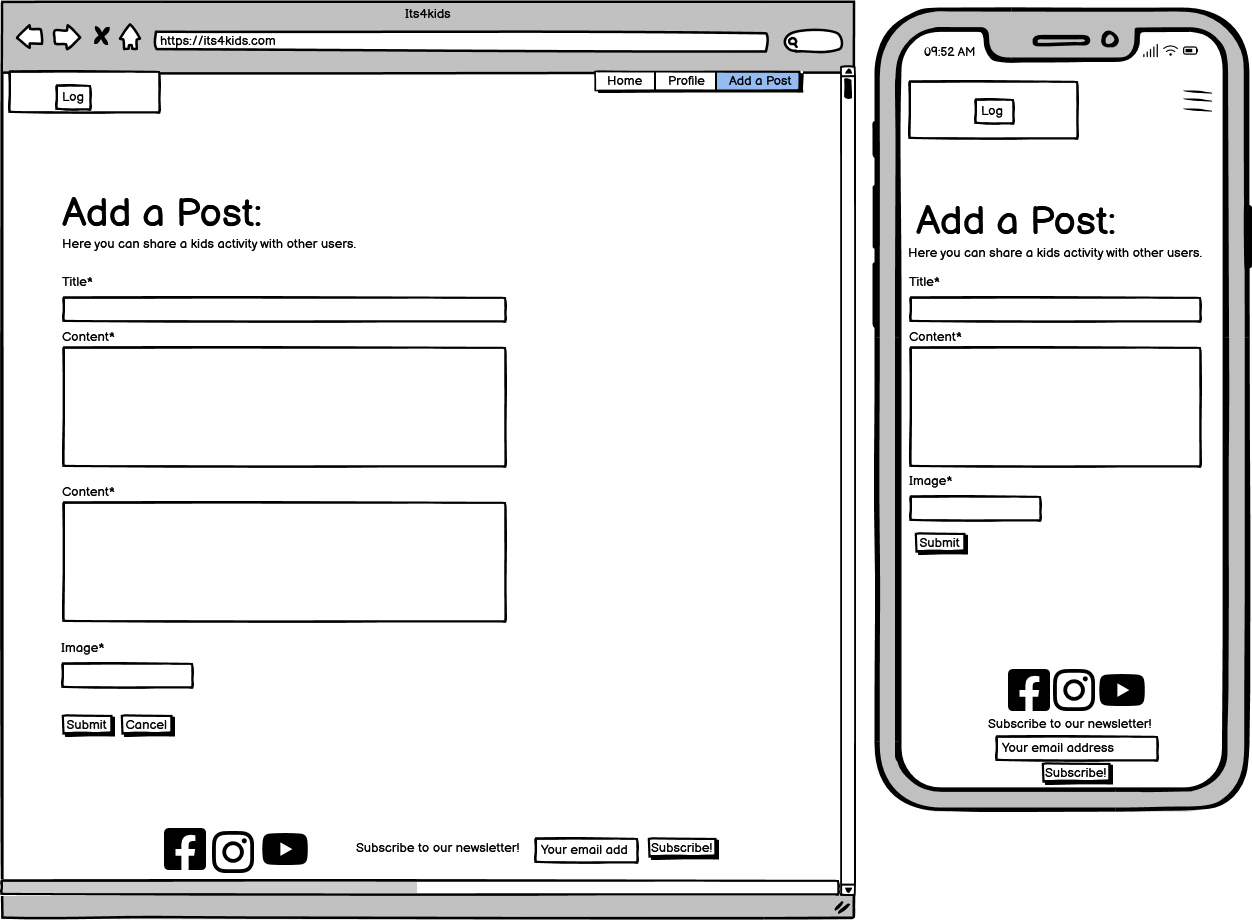 Its4kids
https://its4kids.com
Log
Home Profile Add a Post
Add a Post:
Here you can share a kids activity with other users.
Title*
Content*
Content*
Image*
Submit Cancel
Subscribe to our newsletter! Your email add Subscribe!
09:52 AM
Log
Add a Post:
Here you can share a kids activity with other users.
Title*
Content*
Image*
Submit
Subscribe to our newsletter!
Your email address
Subscribe!